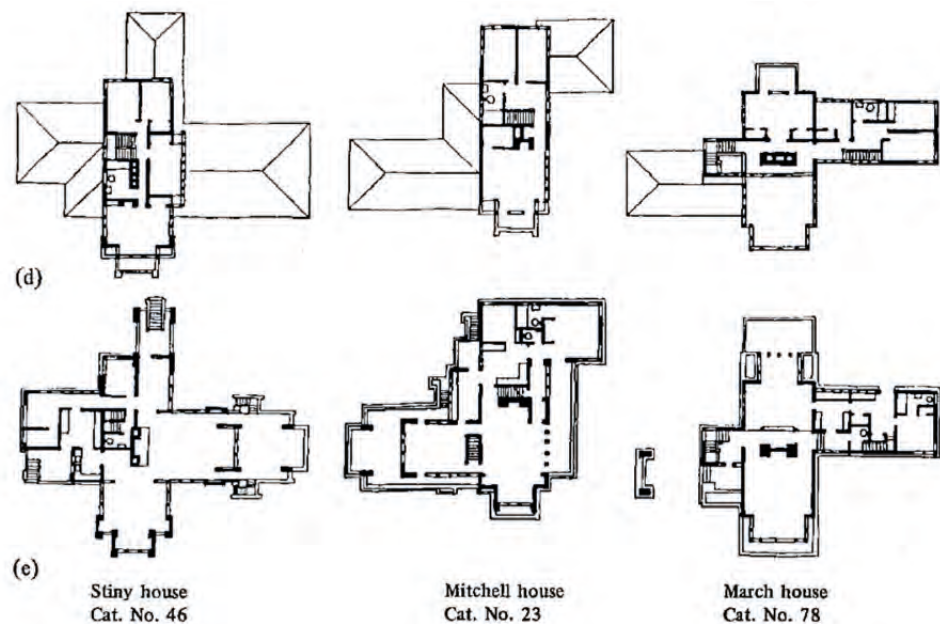 (d)
(e)
Stiny house
Cat. No. 46
Mitchell house
Cat. No. 23
March house
Cat. No. 78